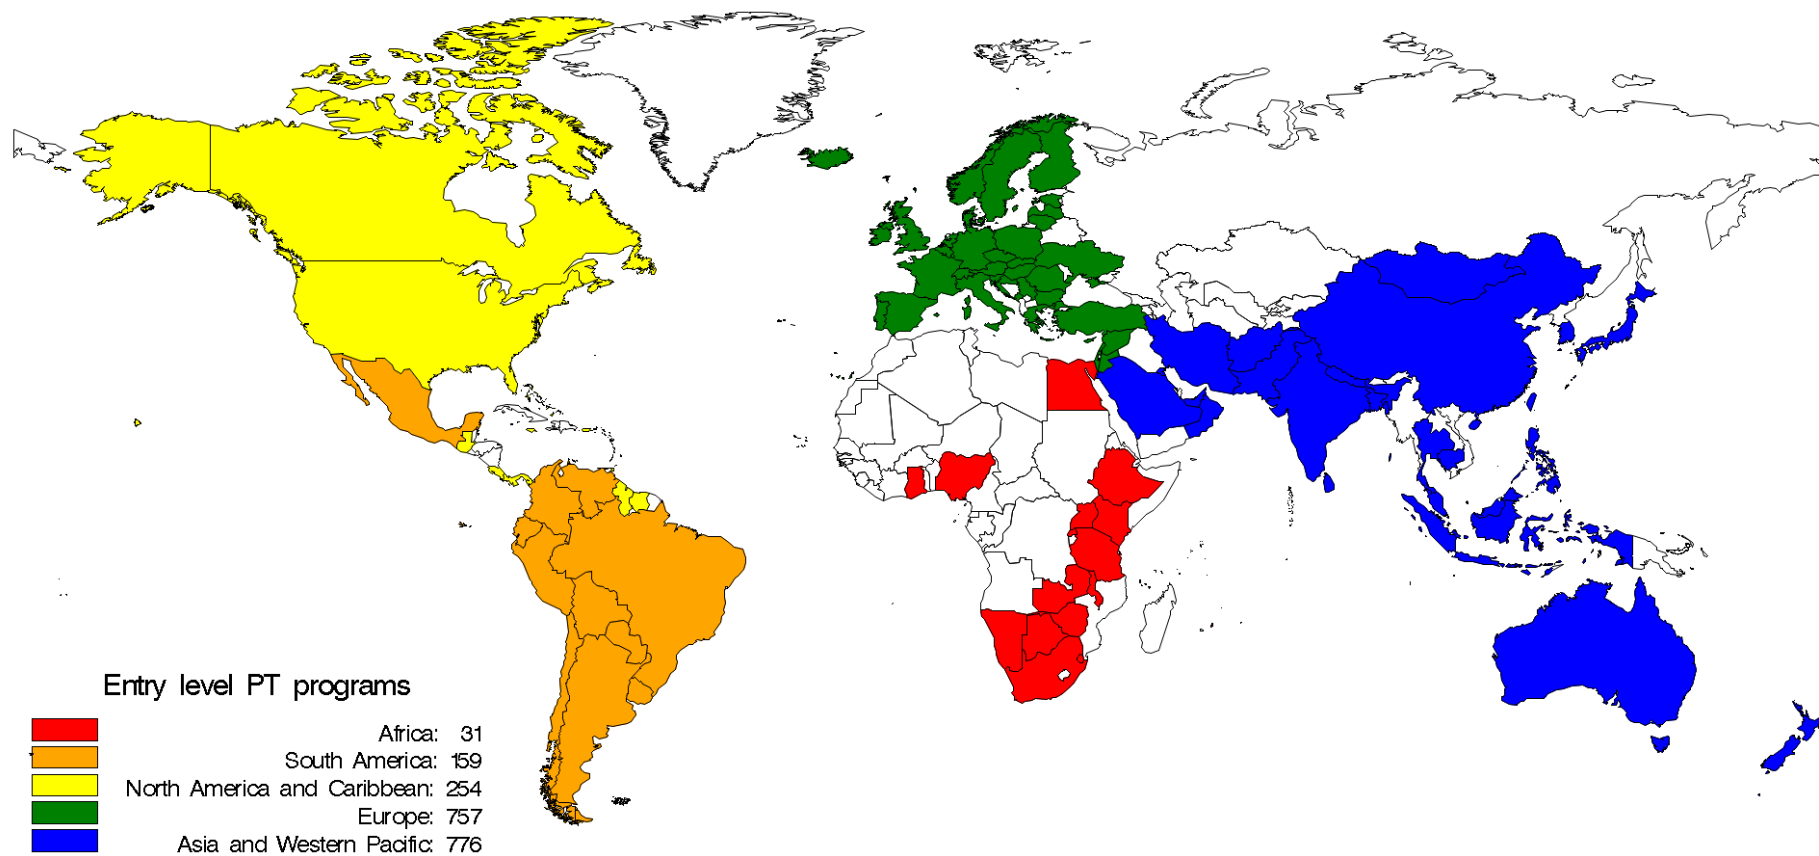 Entry level PT programs
Africa: 31
South America: 159
North America and Caribbean: 254
Europe: 757
Asia and Western Pacific: 776